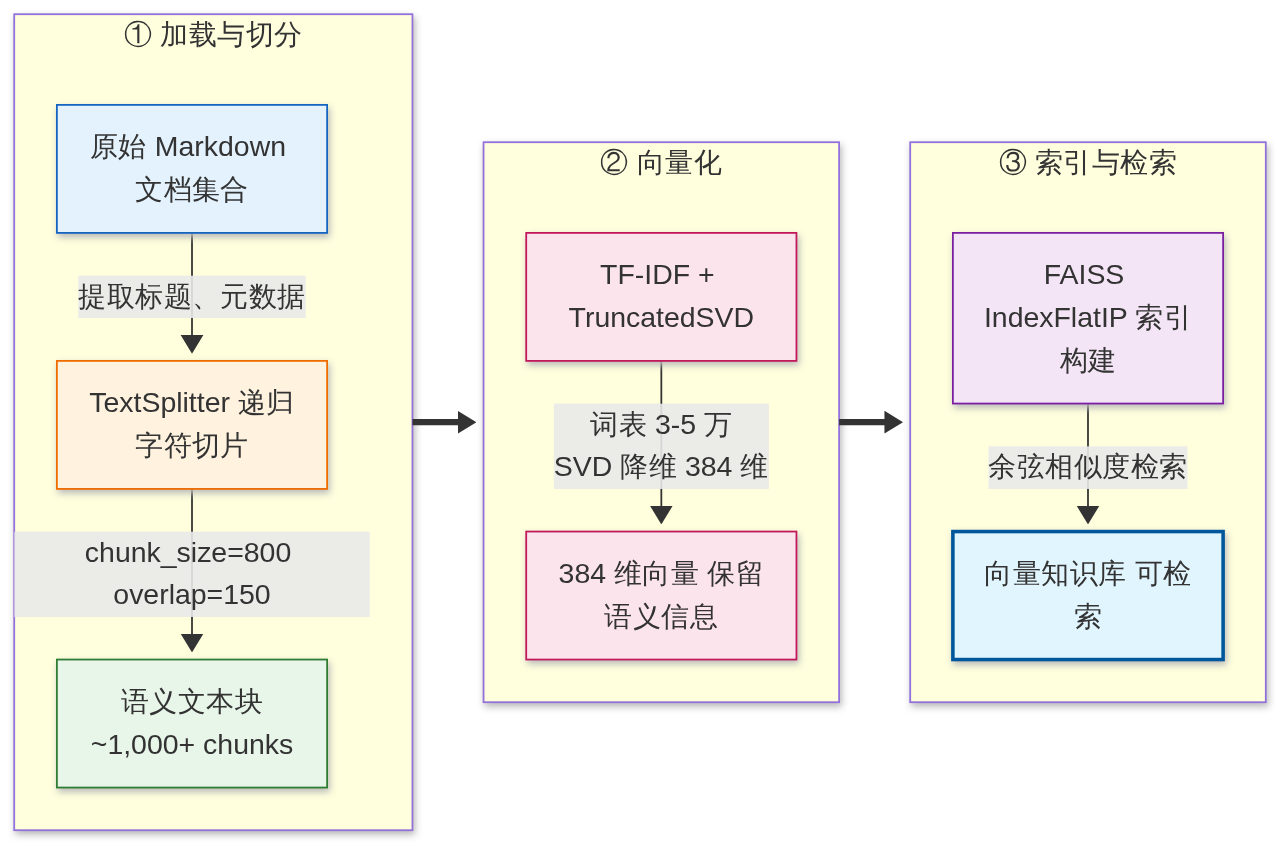 ① 加载与切分
原始 Markdown
文档集合
提取标题、元数据
TextSplitter 递归
字符切片
chunk_size=800
overlap=150
语义文本块
~1,000+ chunks
② 向量化
TF-IDF +
TruncatedSVD
词表 3-5 万
SVD 降维 384 维
384 维向量 保留
语义信息
③ 索引与检索
FAISS
IndexFlatIP 索引
构建
余弦相似度检索
向量知识库 可检
索